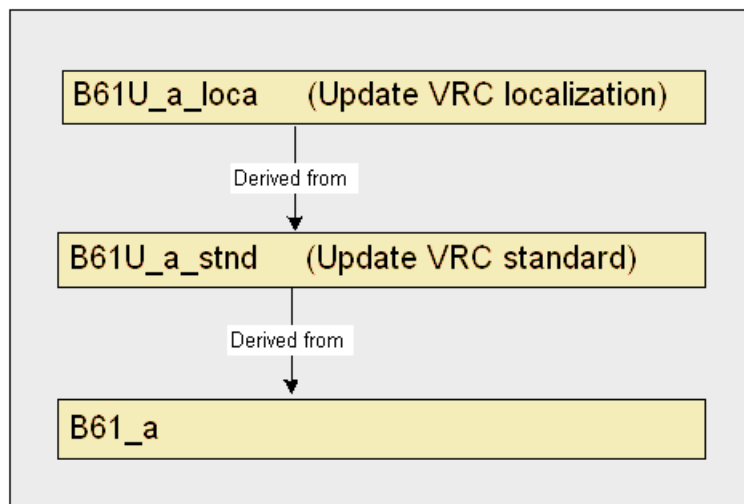 B61U_a_loca (Update VRC localization)
Derived from
B61U_a_stnd (Update VRC standard)
Derived from
B61_a